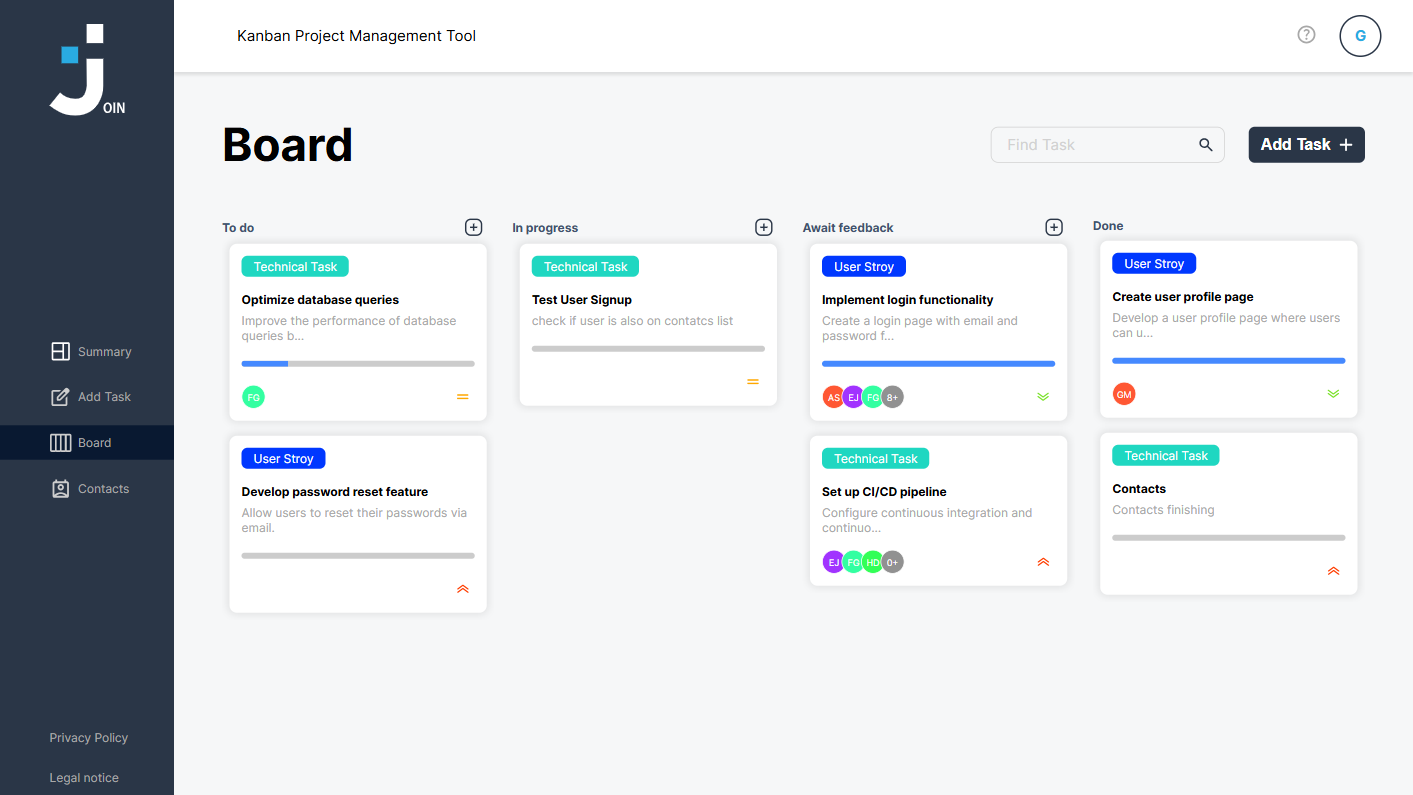 OIN
Kanban Project Management Tool
G
Board
Find Task
Add Task
Summary
Add Task
Board
Contacts
Privacy Policy
Legal notice
To do
Technical Task
Optimize database queries
Improve the performance of database
queries b...
FG
User Stroy
Develop password reset feature
Allow users to reset their passwords via
email.
In progress
Technical Task
Test User Signup
check if user is also on contatcs list
Await feedback
User Stroy
Implement login functionality
Create a login page with email and
password f...
AS EJ FG 8+
Technical Task
Set up CI/CD pipeline
Configure continuous integration and
continuo...
EJ FG HD 0+
Done
User Stroy
Create user profile page
Develop a user profile page where users
can u...
GM
Technical Task
Contacts
Contacts finishing